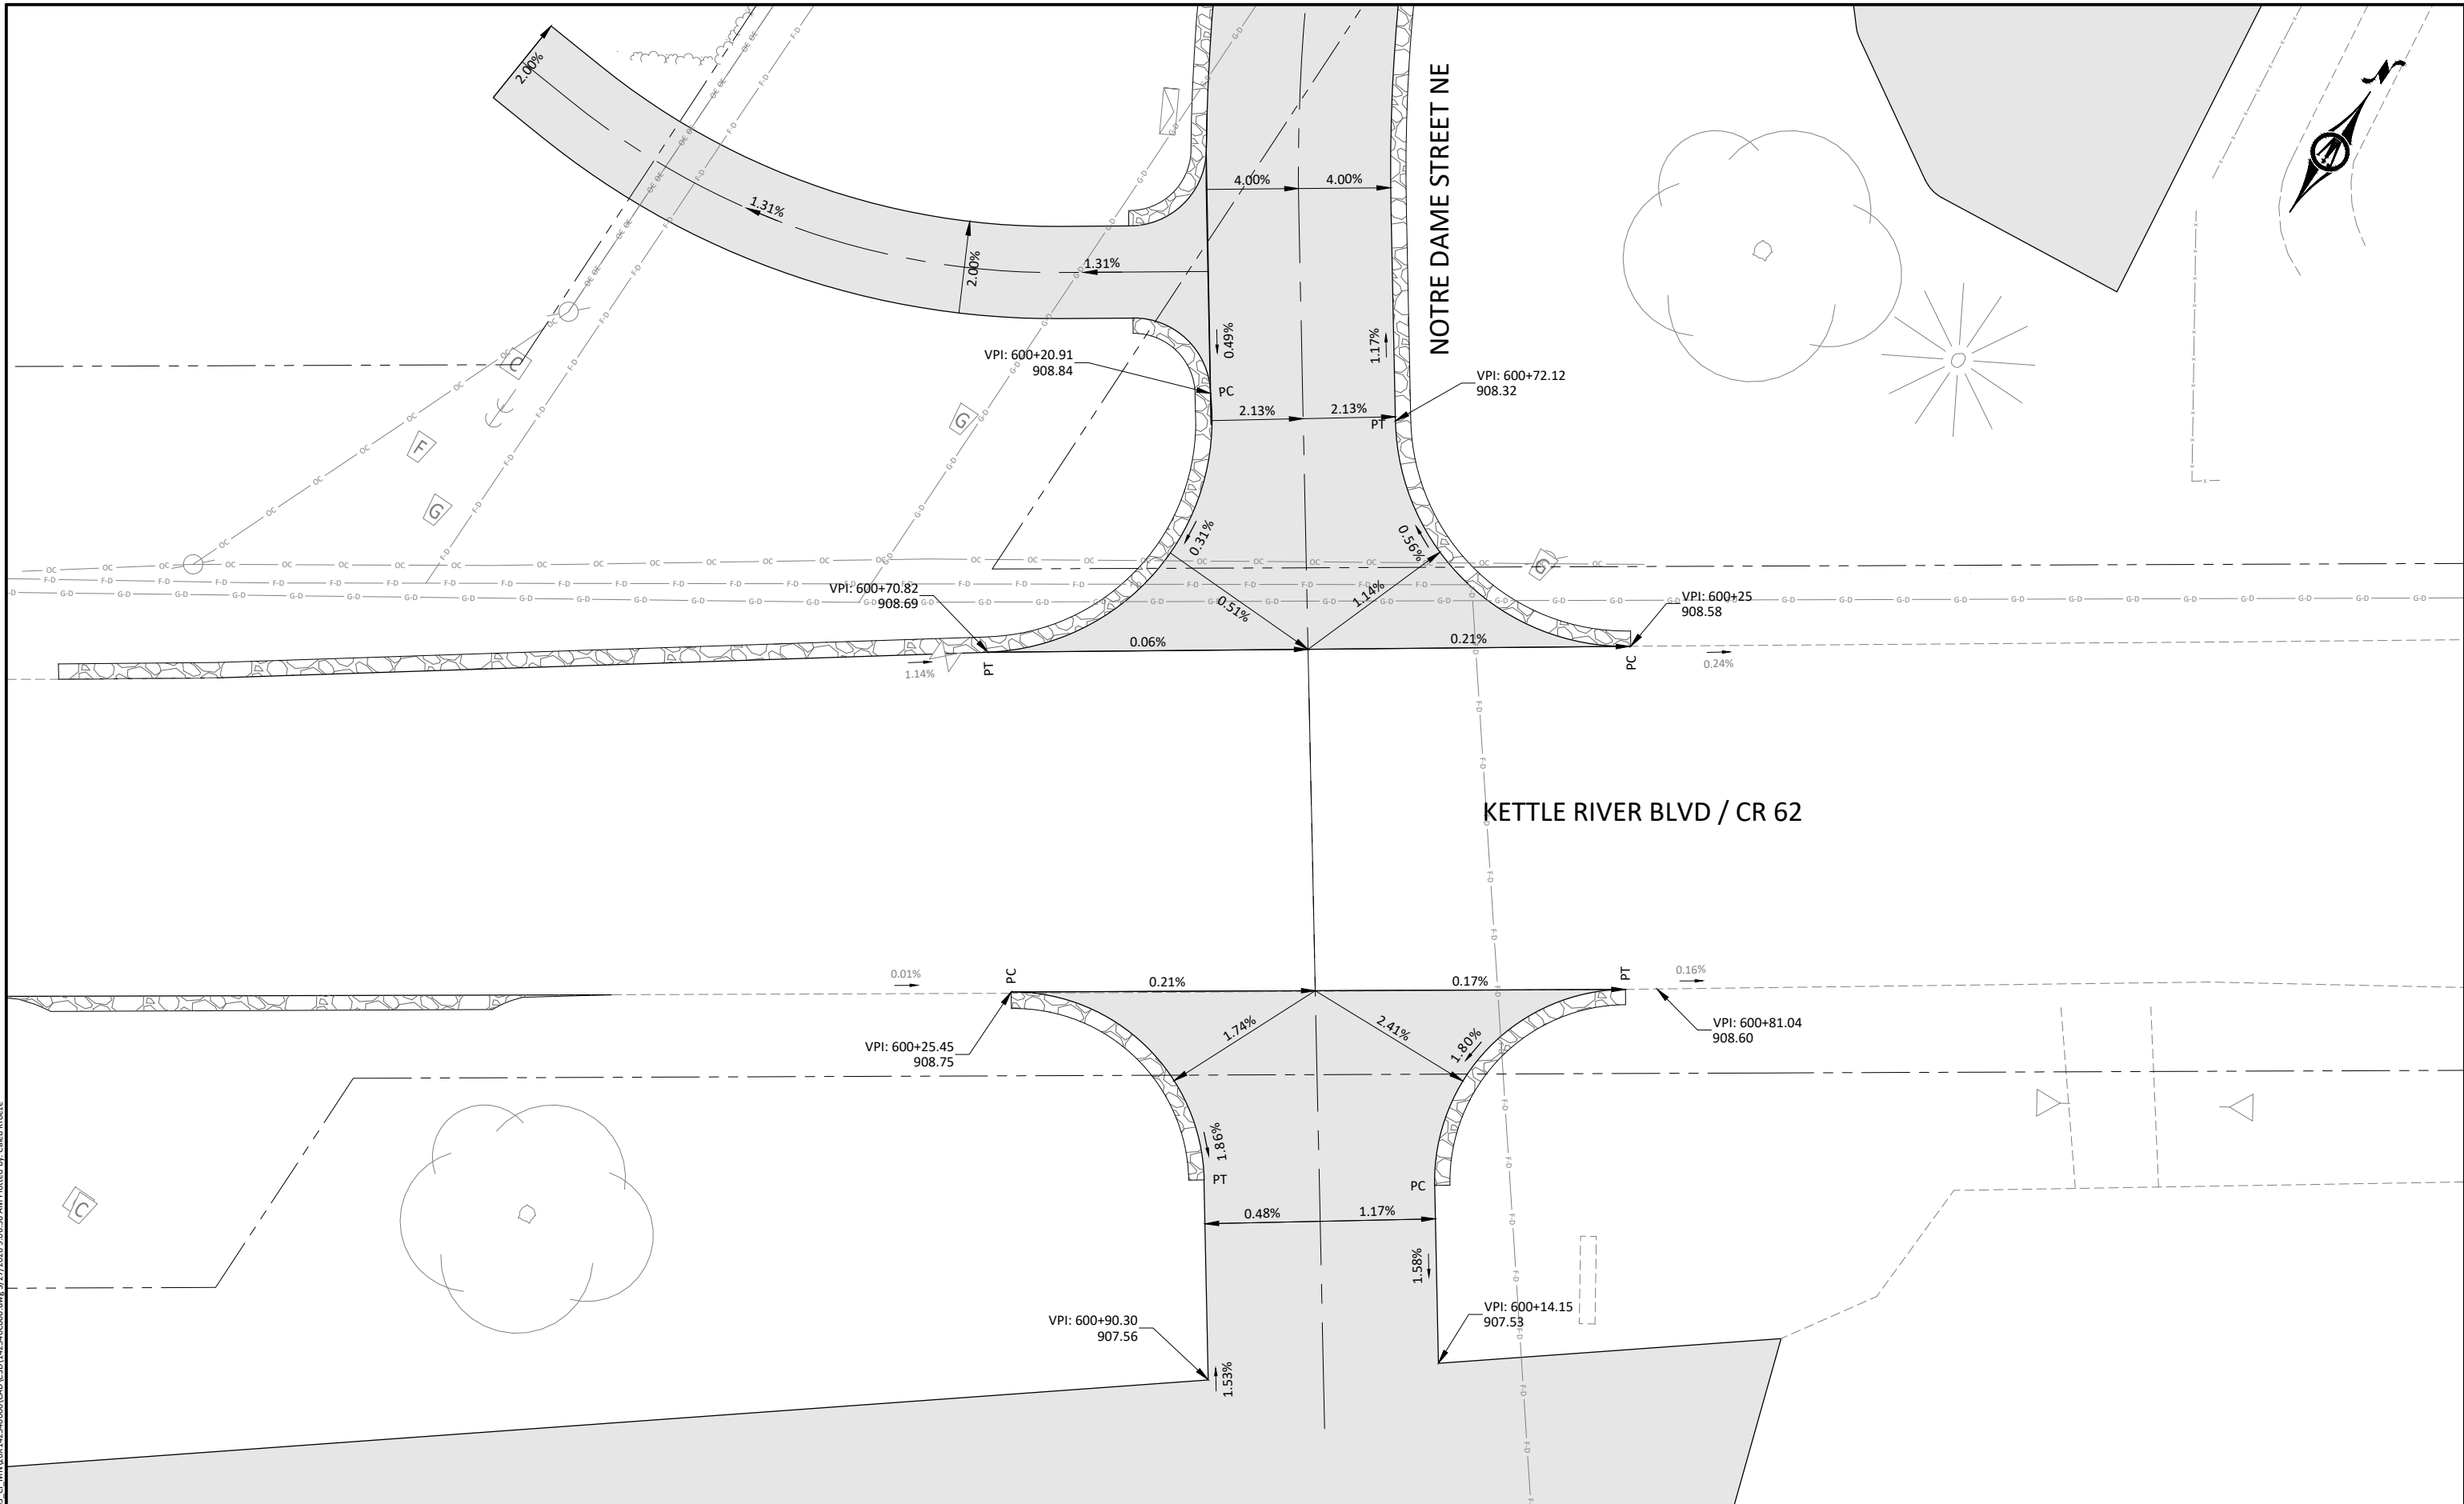 2.00%
NOTRE DAME STREET NE
N
4.00% 4.00%
1.31%
2.00%
1.31%
0.49%
1.17%
VPI: 600+20.91
908.84
PC
VPI: 600+72.12
908.32
2.13% 2.13%
PT
C
F
G
G
0.31%
0.56%
G
VPI: 600+70.82
908.69
0.51%
1.14%
VPI: 600+25
908.58
0.06%
0.21%
1.14%
PT
PC
0.24%
KETTLE RIVER BLVD / CR 62
0.01%
PC
0.21%
0.17%
PT
0.16%
VPI: 600+25.45
908.75
1.74%
2.41%
1.80%
VPI: 600+81.04
908.60
1.86%
PT
PC
C
0.48% 1.17%
1.58%
VPI: 600+90.30
907.56
VPI: 600+14.15
907.53
1.53%